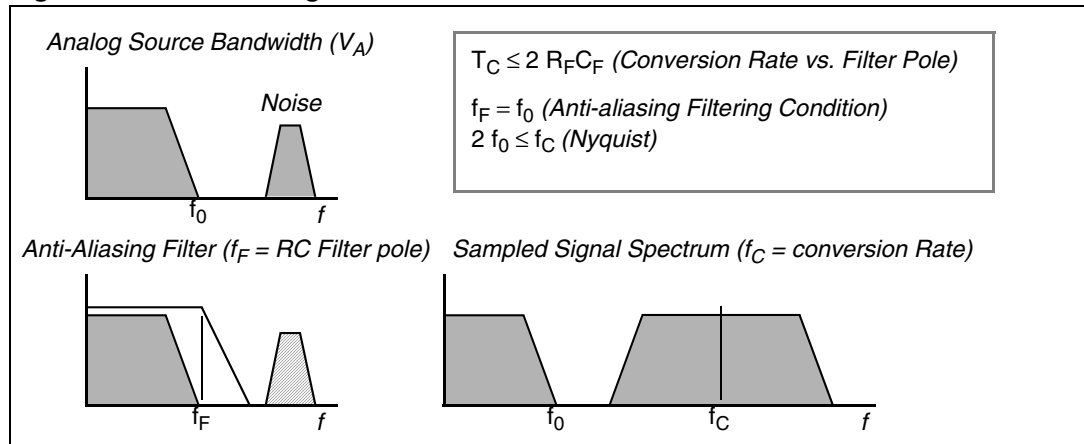 Analog Source Bandwidth (V_A)
Noise
f_0
f
T_C ≤ 2 R_FC_F (Conversion Rate vs. Filter Pole)
f_F = f_0 (Anti-aliasing Filtering Condition)
2 f_0 ≤ f_C (Nyquist)
Anti-Aliasing Filter (f_F = RC Filter pole)
f_F
f
Sampled Signal Spectrum (f_C = conversion Rate)
f_0
f_C
f